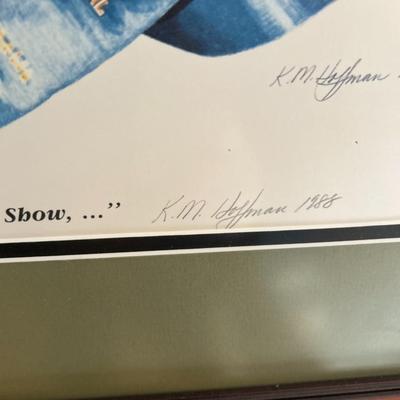 K.M. Hoffman
Show, ..." K.M. Hoffman 1988